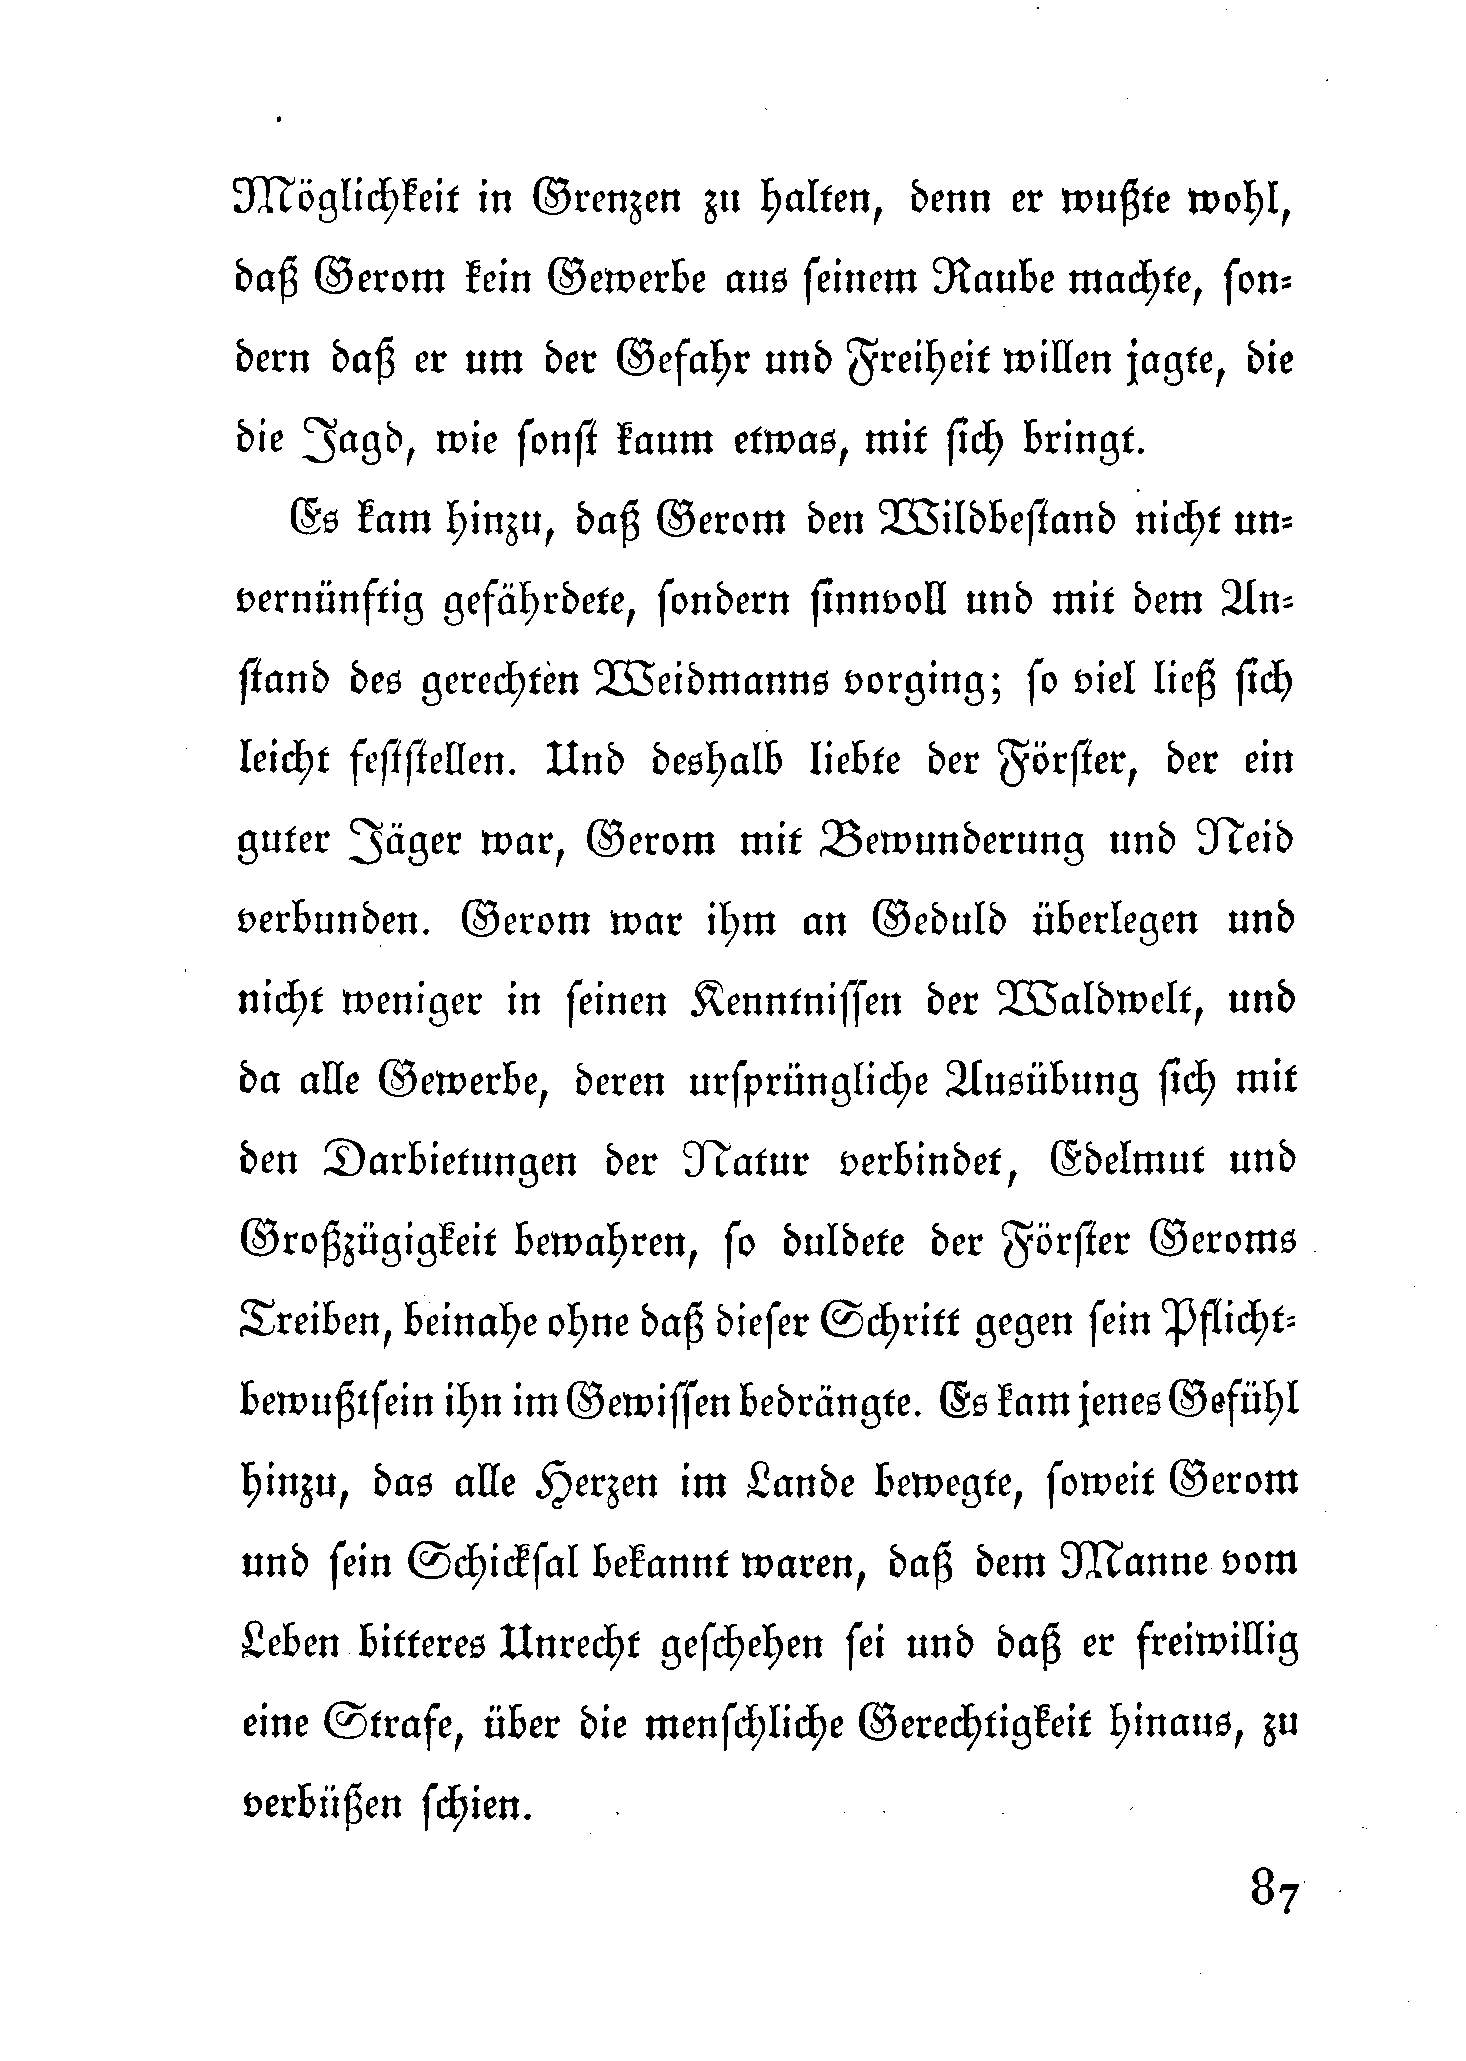 Möglichkeit in Grenzen zu halten, denn er wußte wohl,
daß Gerom kein Gewerbe aus seinem Raube machte, son-
dern daß er um der Gefahr und Freiheit willen jagte, die
die Jagd, wie sonst kaum etwas, mit sich bringt.
Es kam hinzu, daß Gerom den Wildbestand nicht un-
vernünftig gefährdete, sondern sinnvoll und mit dem An-
stand des gerechten Weidmanns vorging; so viel ließ sich
leicht feststellen. Und deshalb liebte der Förster, der ein
guter Jäger war, Gerom mit Bewunderung und Neid
verbunden. Gerom war ihm an Geduld überlegen und
nicht weniger in seinen Kenntnissen der Waldwelt, und
da alle Gewerbe, deren ursprüngliche Ausübung sich mit
den Darbietungen der Natur verbindet, Edelmut und
Großzügigkeit bewahren, so duldete der Förster Geroms
Treiben, beinahe ohne daß dieser Schritt gegen sein Pflicht-
bewußtsein ihn im Gewissen bedrängte. Es kam jenes Gefühl
hinzu, das alle Herzen im Lande bewegte, soweit Gerom
und sein Schicksal bekannt waren, daß dem Manne vom
Leben bitteres Unrecht geschehen sei und daß er freiwillig
eine Strafe, über die menschliche Gerechtigkeit hinaus, zu
verbüßen schien.
87